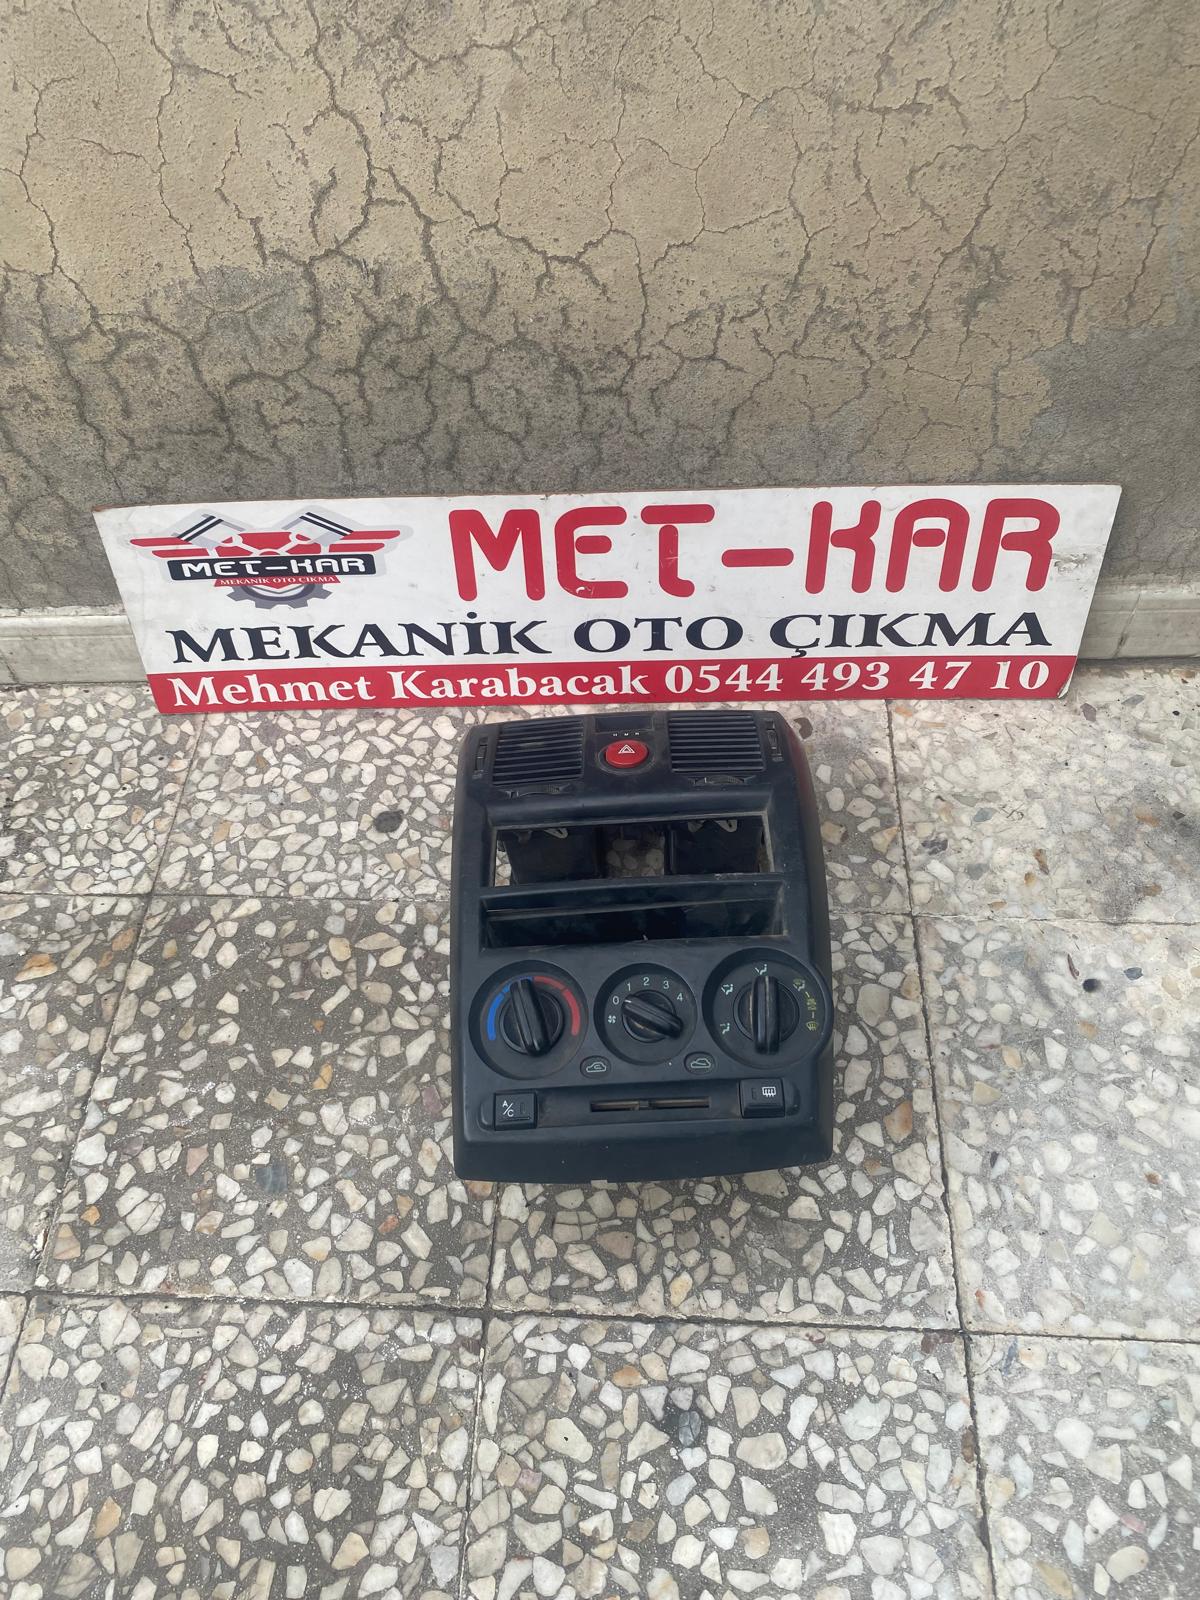 MET-KAR
MEKANİK OTO ÇIKMA
MET-KAR
MEKANİK OTO ÇIKMA
Mehmet Karabacak 0544 493 47 10
0 1 2 3 4
A/C